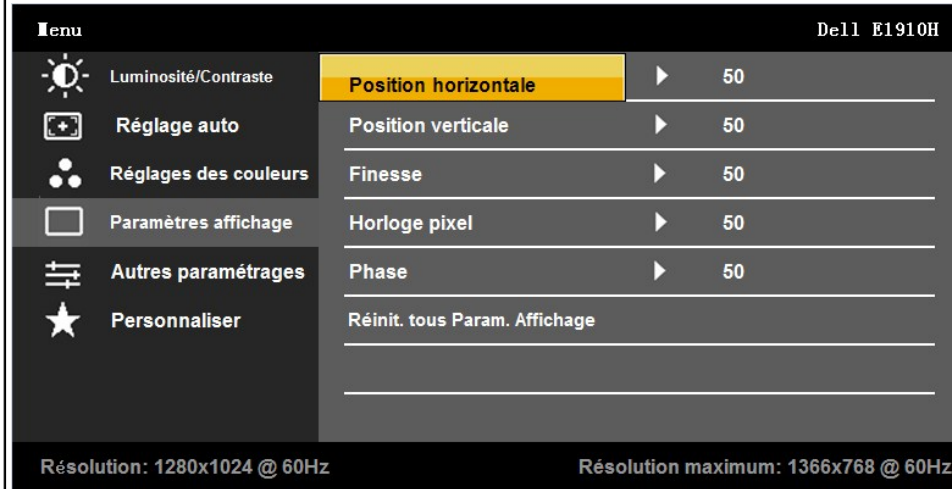 Menu Dell E1910H
Luminosité/Contraste Position horizontale 50
Réglage auto Position verticale 50
Réglages des couleurs Finesse 50
Paramètres affichage Horloge pixel 50
Autres paramétrages Phase 50
Personnaliser Réinit. tous Param. Affichage
Résolution: 1280x1024 @ 60Hz Résolution maximum: 1366x768 @ 60Hz